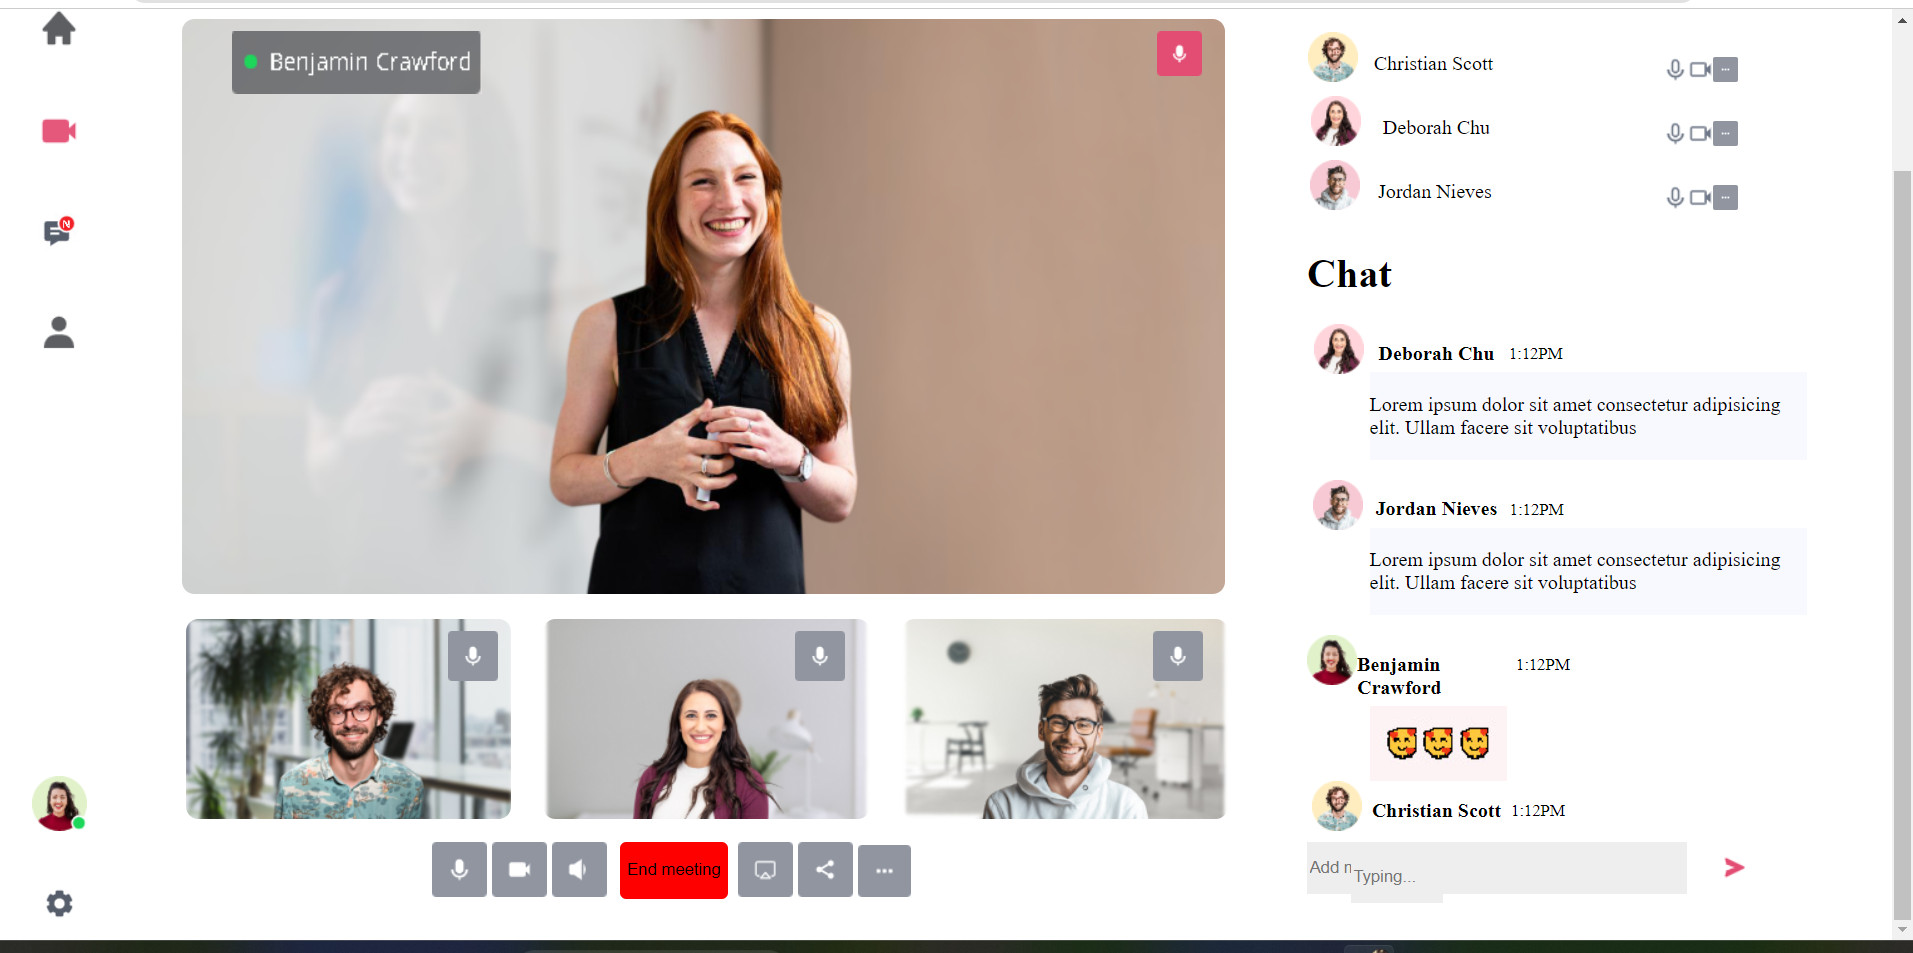 Benjamin Crawford
Christian Scott
Deborah Chu
Jordan Nieves
Chat
N
Deborah Chu 1:12PM
Lorem ipsum dolor sit amet consectetur adipisicing
elit. Ullam facere sit voluptatibus
Jordan Nieves 1:12PM
Lorem ipsum dolor sit amet consectetur adipisicing
elit. Ullam facere sit voluptatibus
Benjamin 1:12PM
Crawford
Christian Scott 1:12PM
End meeting
Add
Typing...